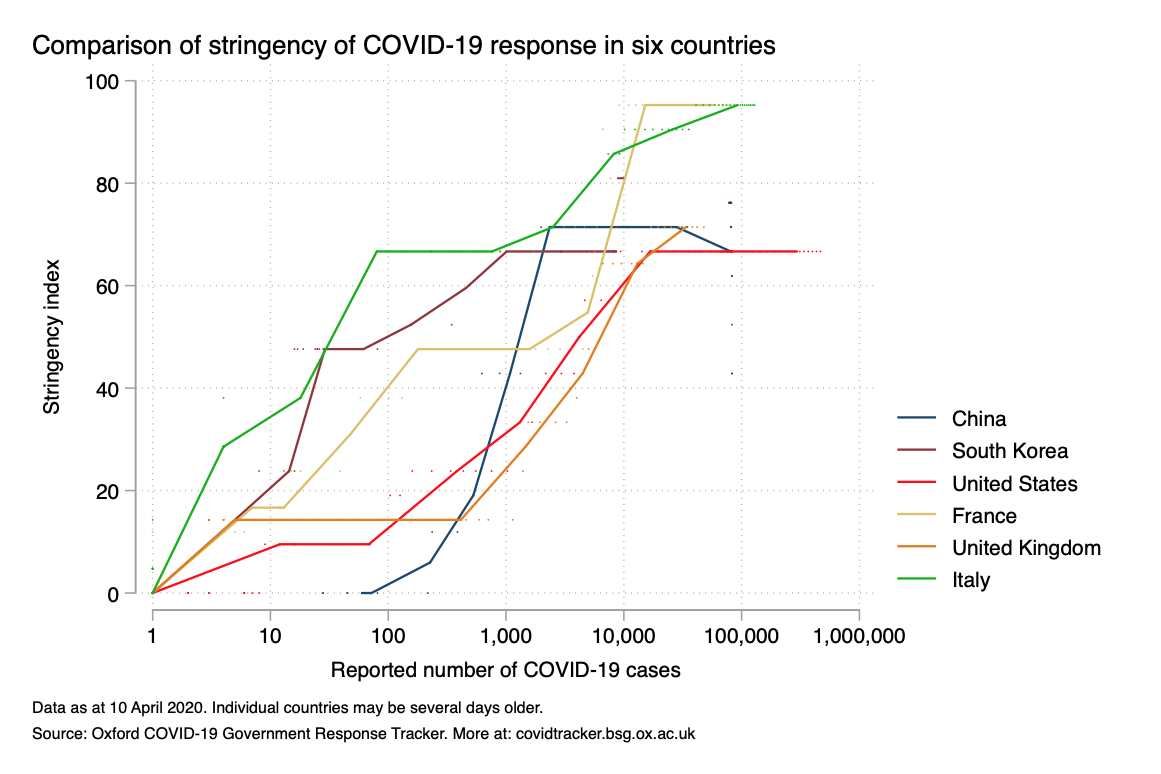 Comparison of stringency of COVID-19 response in six countries
100
80
60
40
20
0
Stringency index
1 10 100 1,000 10,000 100,000 1,000,000
Reported number of COVID-19 cases
China
South Korea
United States
France
United Kingdom
Italy
Data as at 10 April 2020. Individual countries may be several days older.
Source: Oxford COVID-19 Government Response Tracker. More at: covidtracker.bsg.ox.ac.uk